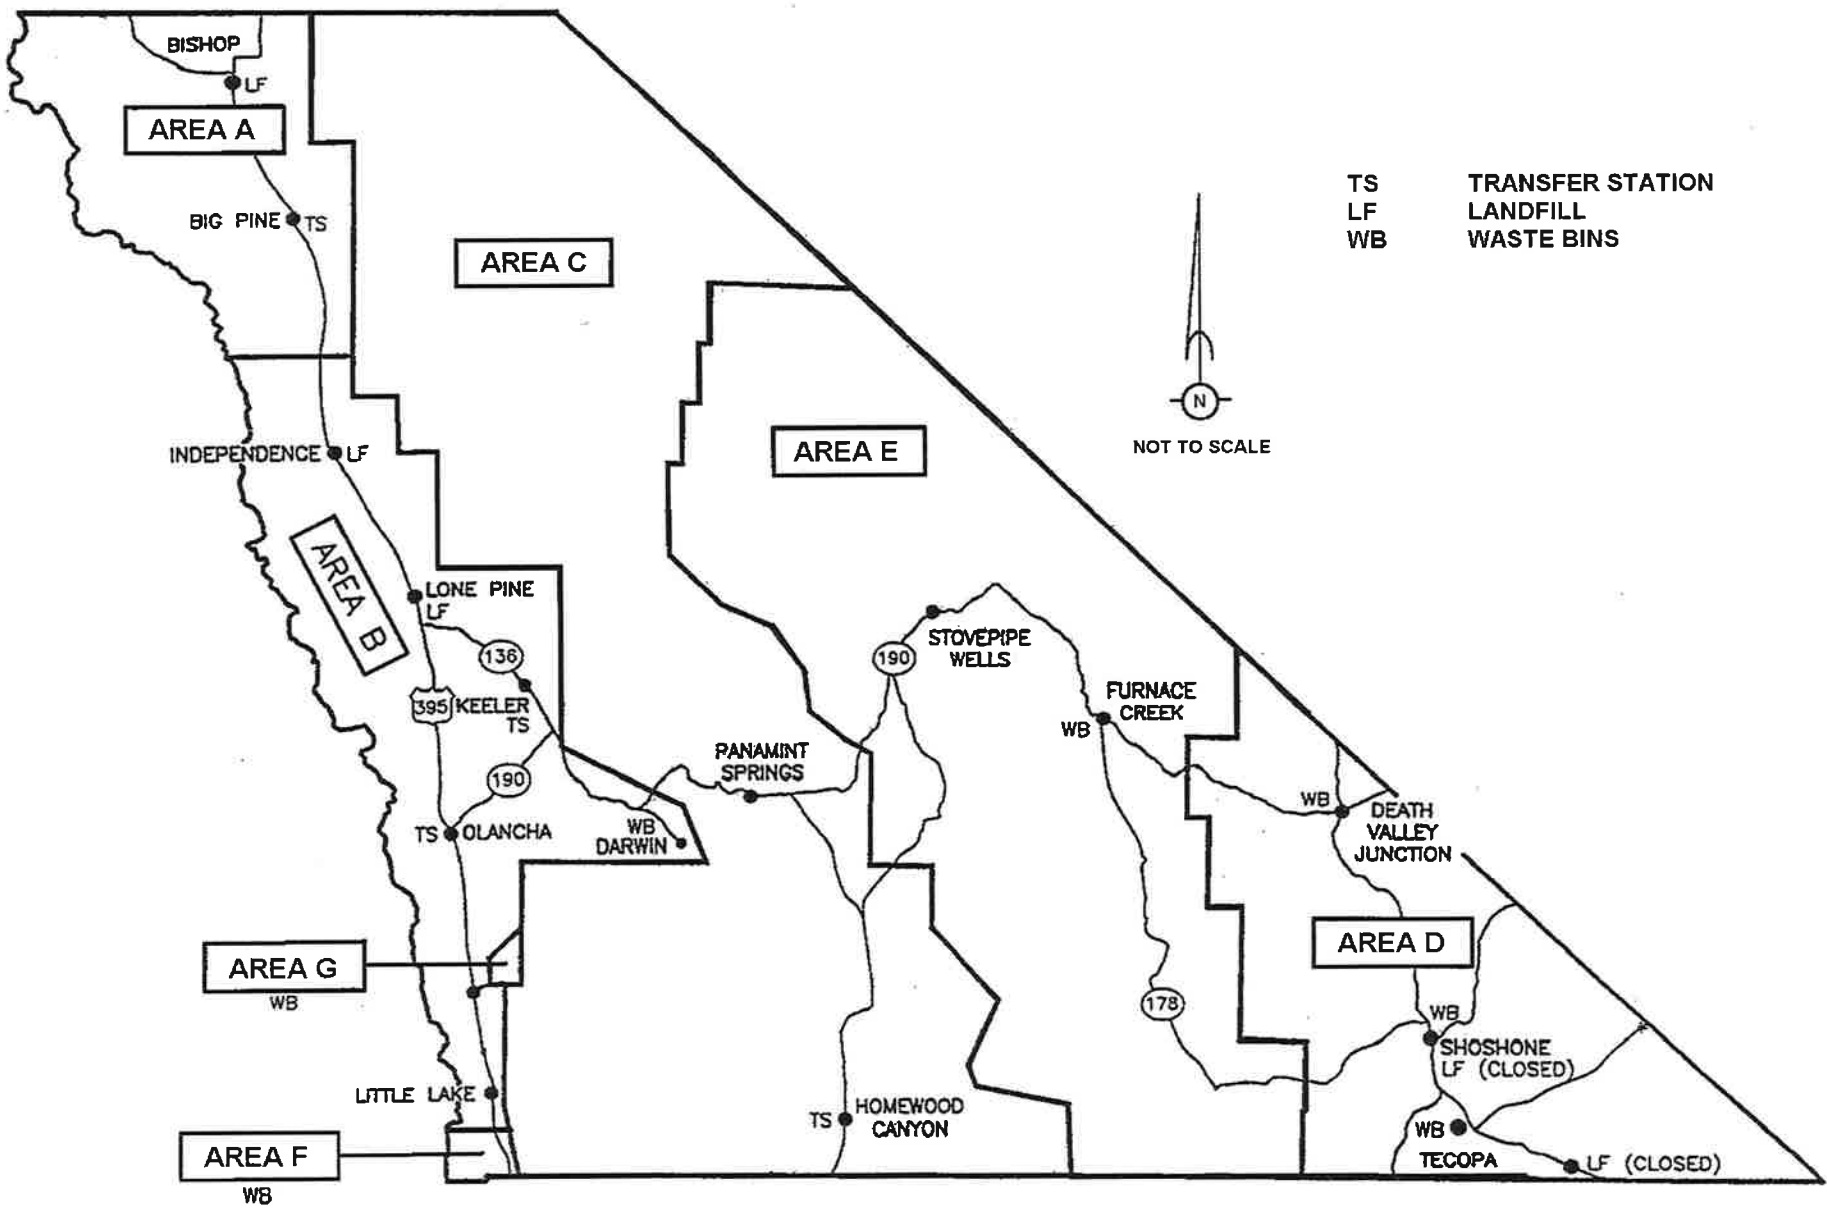 BISHOP
LF
AREA A
BIG PINE
TS
TS TRANSFER STATION
LF LANDFILL
WB WASTE BINS
AREA C
N
NOT TO SCALE
AREA E
INDEPENDENCE
LF
AREA B
LONE PINE
LF
136
395
KEELER
TS
190
TS
OLANCHA
WB
DARWIN
PANAMINT
SPRINGS
190
STOVEPIPE
WELLS
FURNACE
CREEK
WB
WB
DEATH
VALLEY
JUNCTION
AREA D
AREA G
WB
178
WB
SHOSHONE
LF (CLOSED)
LITTLE LAKE
TS
HOMEWOOD
CANYON
WB
TECOPA
LF (CLOSED)
AREA F
WB